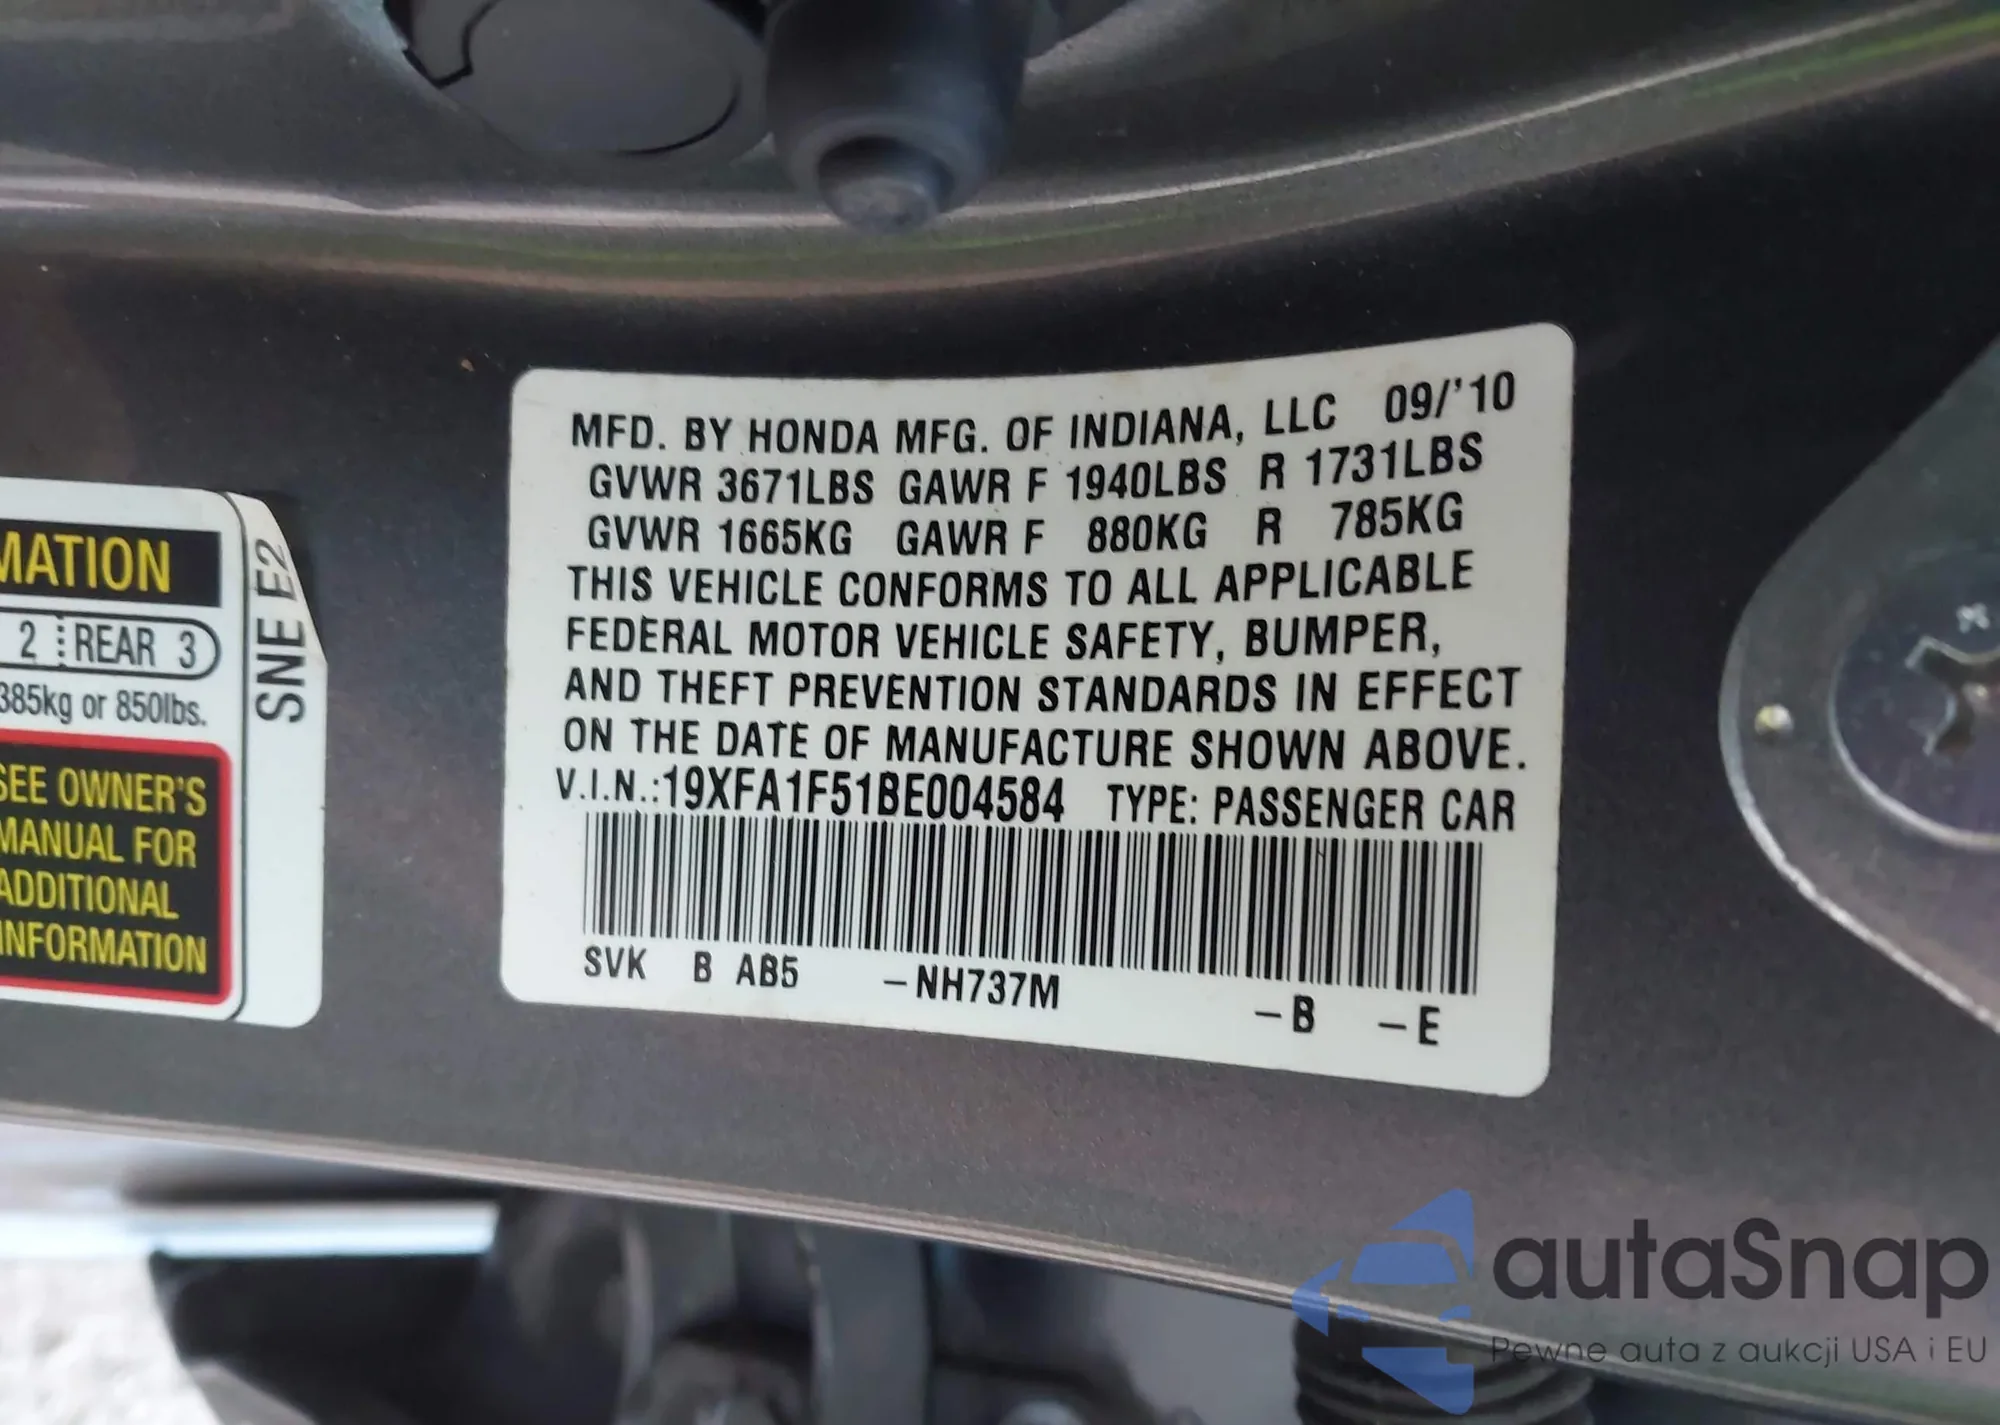 MFD. BY HONDA MFG. OF INDIANA, LLC 09/'10
GVWR 3671LBS GAWR F 1940LBS R 1731LBS
GVWR 1665KG GAWR F 880KG R 785KG
THIS VEHICLE CONFORMS TO ALL APPLICABLE
FEDERAL MOTOR VEHICLE SAFETY, BUMPER,
AND THEFT PREVENTION STANDARDS IN EFFECT
ON THE DATE OF MANUFACTURE SHOWN ABOVE.
V.I.N.:19XFA1F51BE004584 TYPE: PASSENGER CAR
SVK B AB5 -NH737M -B -E
MATION
2 REAR 3
385kg or 850lbs.
SEE OWNER'S
MANUAL FOR
ADDITIONAL
INFORMATION
SNE E2
autaSnap
Pewne auta z aukcji USA i EU